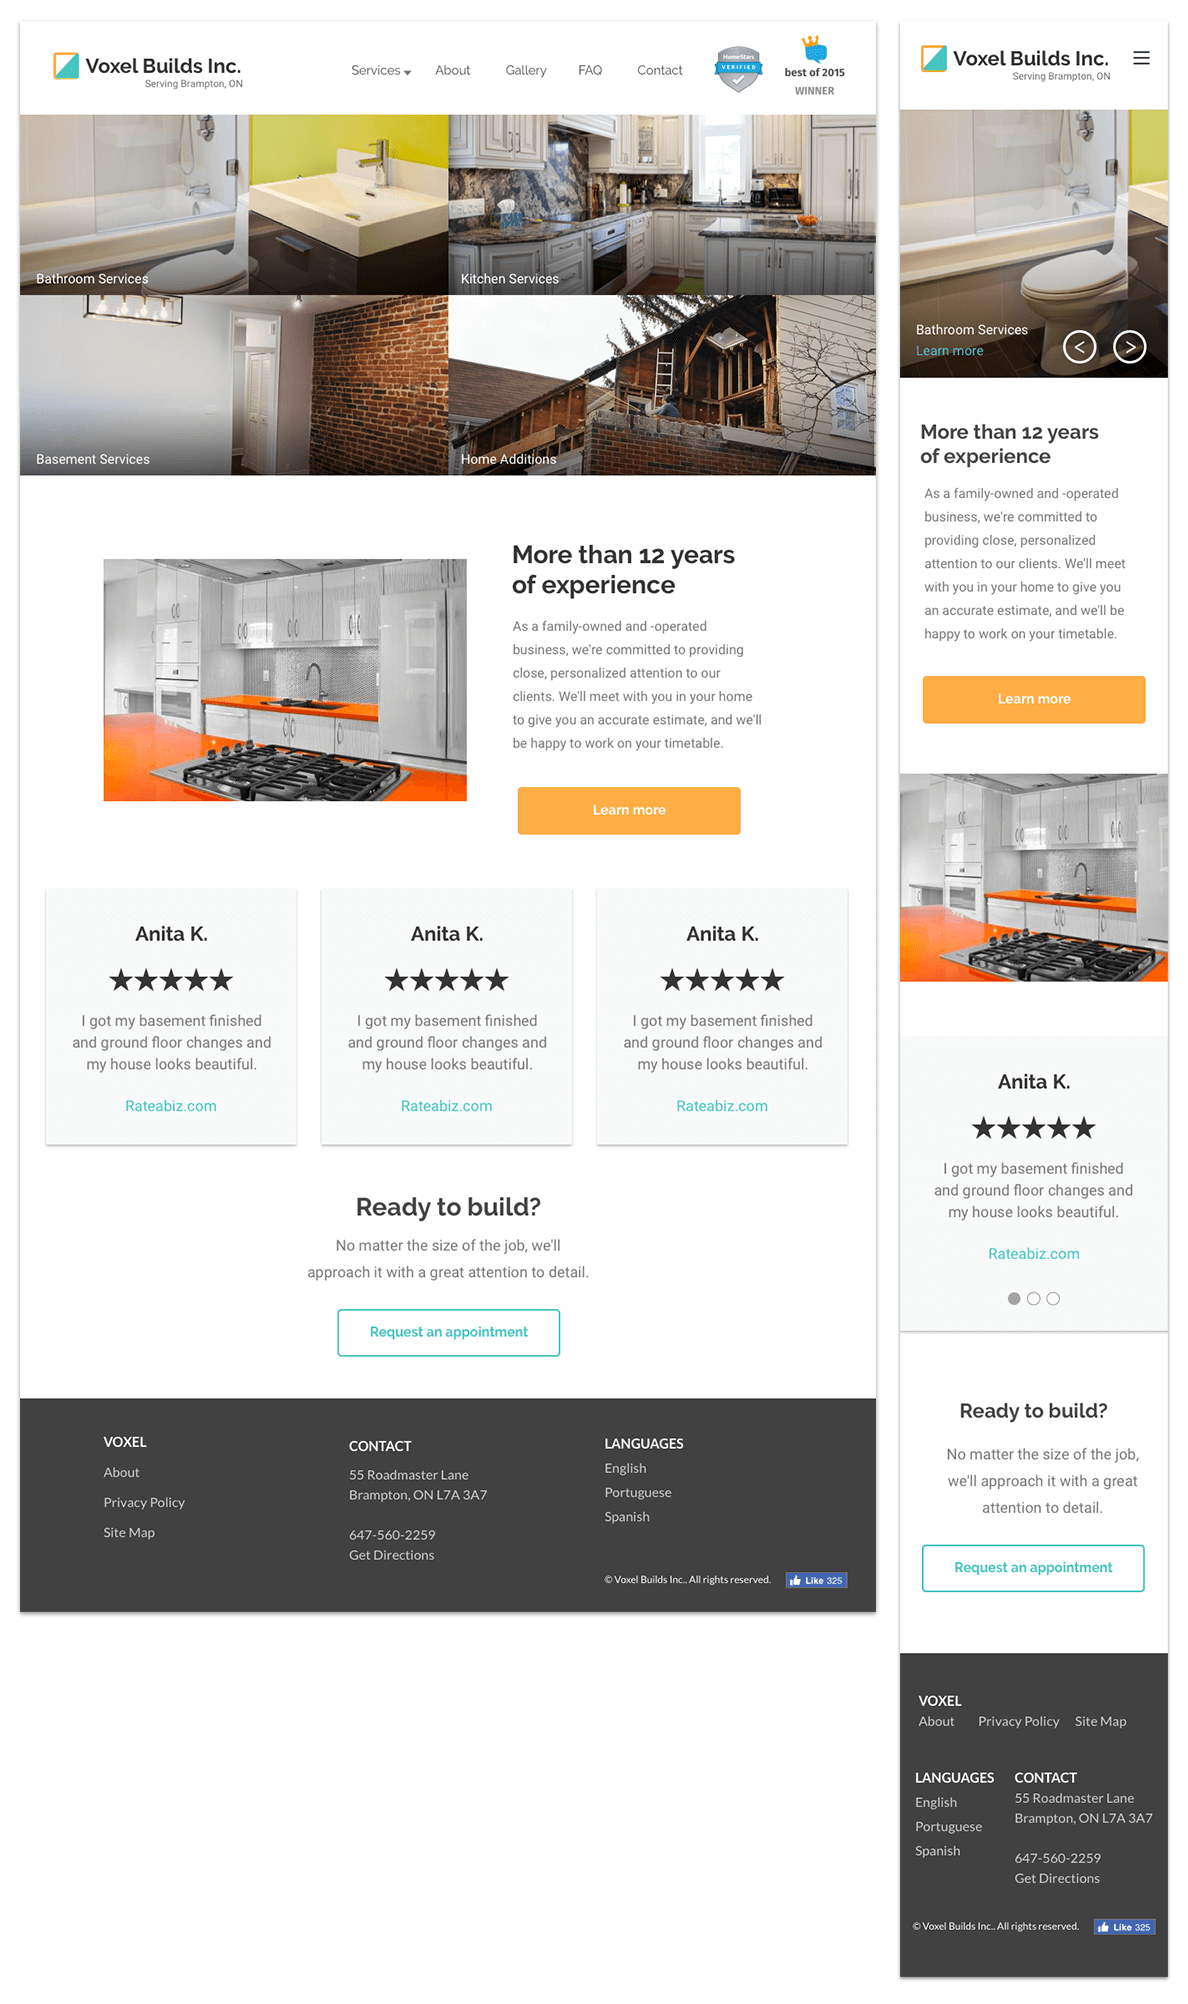 Voxel Builds Inc.
Serving Brampton, ON
Services
About
Gallery
FAQ
Contact
HomeStars
VERIFIED
best of 2015
WINNER
Bathroom Services
Kitchen Services
Basement Services
Home Additions
More than 12 years
of experience
As a family-owned and -operated
business, we're committed to providing
close, personalized attention to our
clients. We'll meet with you in your home
to give you an accurate estimate, and we'll
be happy to work on your timetable.
Learn more
Anita K.
★★★★★
I got my basement finished
and ground floor changes and
my house looks beautiful.
Rateabiz.com
Anita K.
★★★★★
I got my basement finished
and ground floor changes and
my house looks beautiful.
Rateabiz.com
Anita K.
★★★★★
I got my basement finished
and ground floor changes and
my house looks beautiful.
Rateabiz.com
Ready to build?
No matter the size of the job, we'll
approach it with a great attention to detail.
Request an appointment
VOXEL
About
Privacy Policy
Site Map
CONTACT
55 Roadmaster Lane
Brampton, ON L7A 3A7
647-560-2259
Get Directions
LANGUAGES
English
Portuguese
Spanish
© Voxel Builds Inc.. All rights reserved.
Like 325
Voxel Builds Inc.
Serving Brampton, ON
Bathroom Services
Learn more
< >
More than 12 years
of experience
As a family-owned and -operated
business, we're committed to
providing close, personalized
attention to our clients. We'll meet
with you in your home to give you
an accurate estimate, and we'll be
happy to work on your timetable.
Learn more
Anita K.
★★★★★
I got my basement finished
and ground floor changes and
my house looks beautiful.
Rateabiz.com
Ready to build?
No matter the size of the job,
we'll approach it with a great
attention to detail.
Request an appointment
VOXEL
About Privacy Policy Site Map
LANGUAGES
English
Portuguese
Spanish
CONTACT
55 Roadmaster Lane
Brampton, ON L7A 3A7
647-560-2259
Get Directions
© Voxel Builds Inc.. All rights reserved.
Like 325